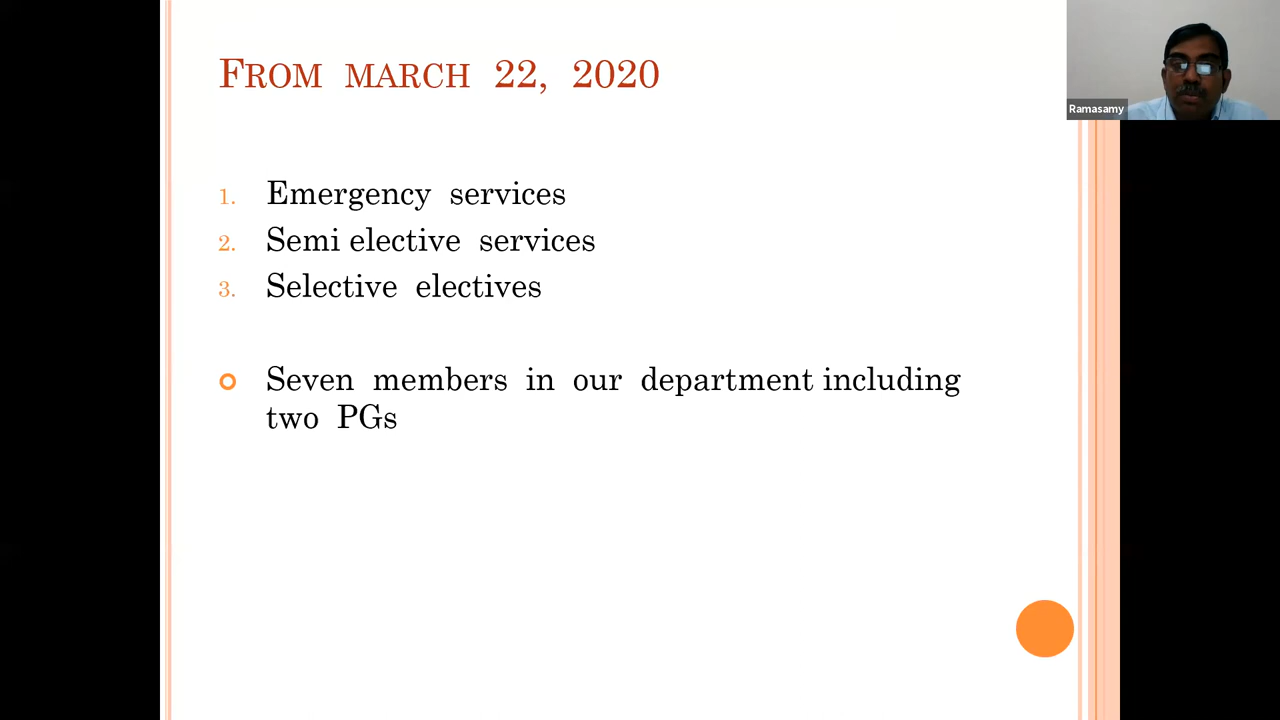 FROM MARCH 22, 2020
Ramasamy
1. Emergency services
2. Semi elective services
3. Selective electives
Seven members in our department including
two PGs